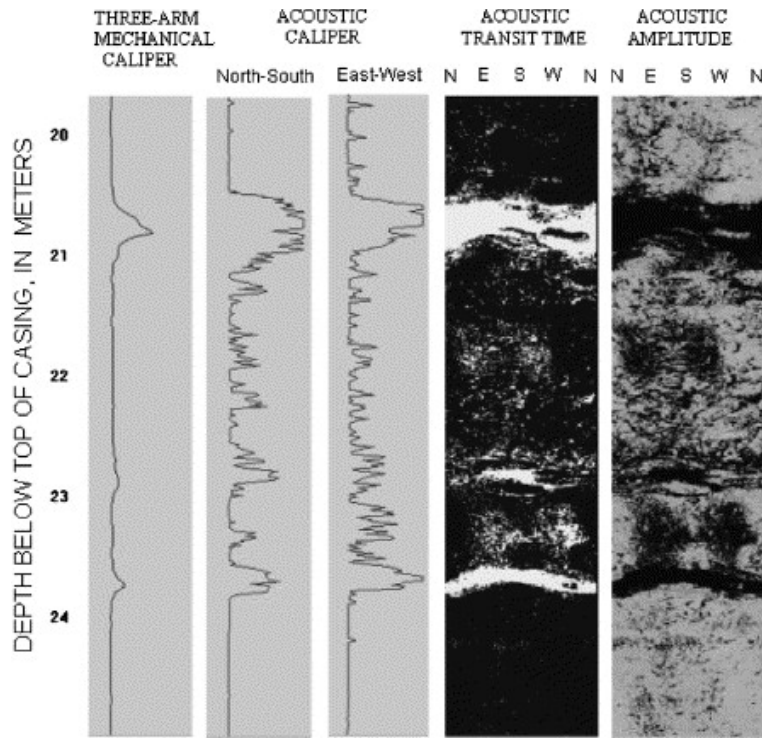 THREE-ARM
MECHANICAL
CALIPER
ACOUSTIC
CALIPER
North-South East-West
ACOUSTIC
TRANSIT TIME
N E S W N
ACOUSTIC
AMPLITUDE
N E S W N
DEPTH BELOW TOP OF CASING, IN METERS
20
21
22
23
24